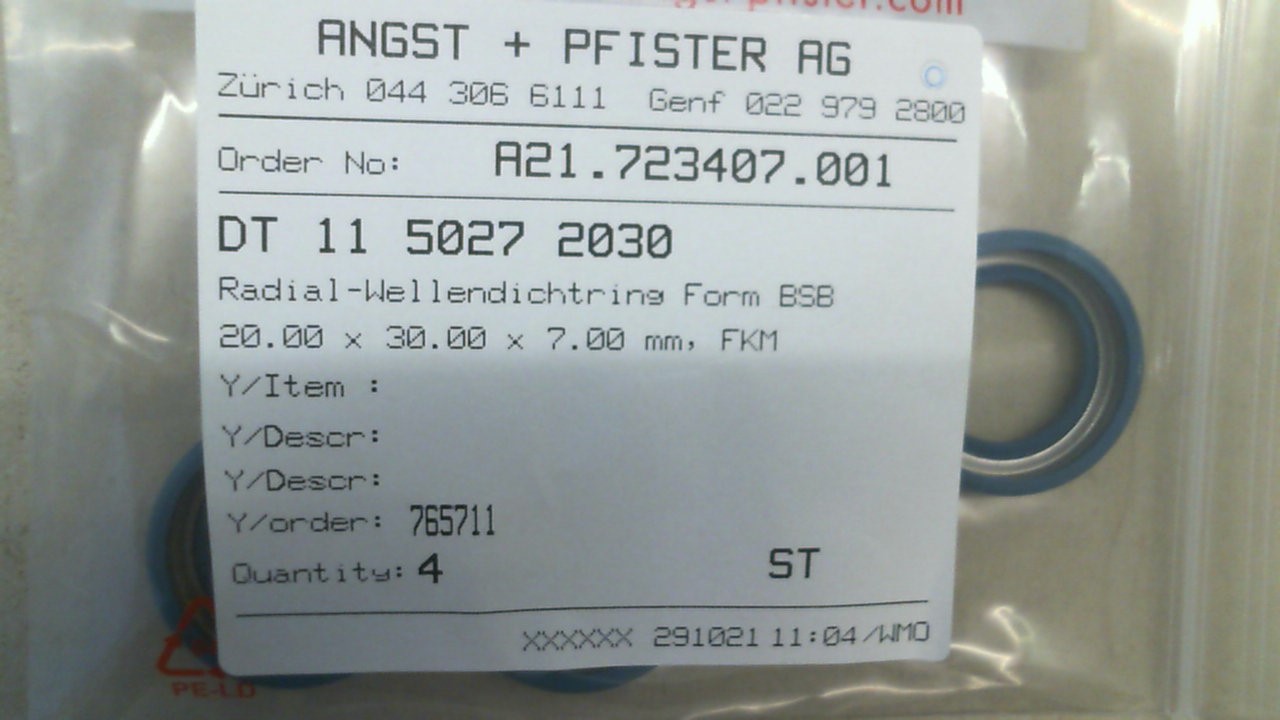 ANGST + PFISTER AG
Zürich 044 306 6111 Genf 022 979 2800
Order No: A21.723407.001
DT 11 5027 2030
Radial-Wellendichtring Form BSB
20.00 x 30.00 x 7.00 mm, FKM
Y/Item :
Y/Descr:
Y/Descr:
Y/order: 765711
Quantity: 4 ST
XXXXXX 291021 11:04/WMO
PE-LD